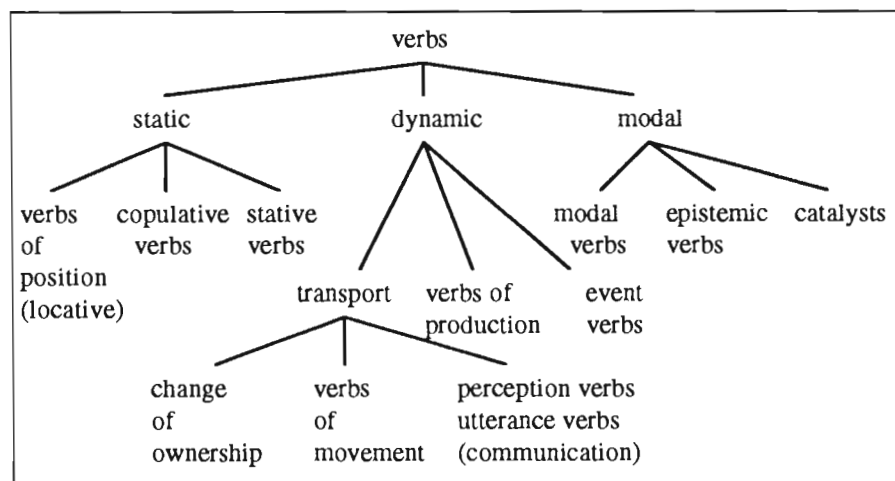 verbs
static dynamic modal
verbs copulative stative modal epistemic catalysts
of verbs verbs verbs verbs
position
(locative)
transport verbs of event
production verbs
change verbs perception verbs
of of utterance verbs
ownership movement (communication)